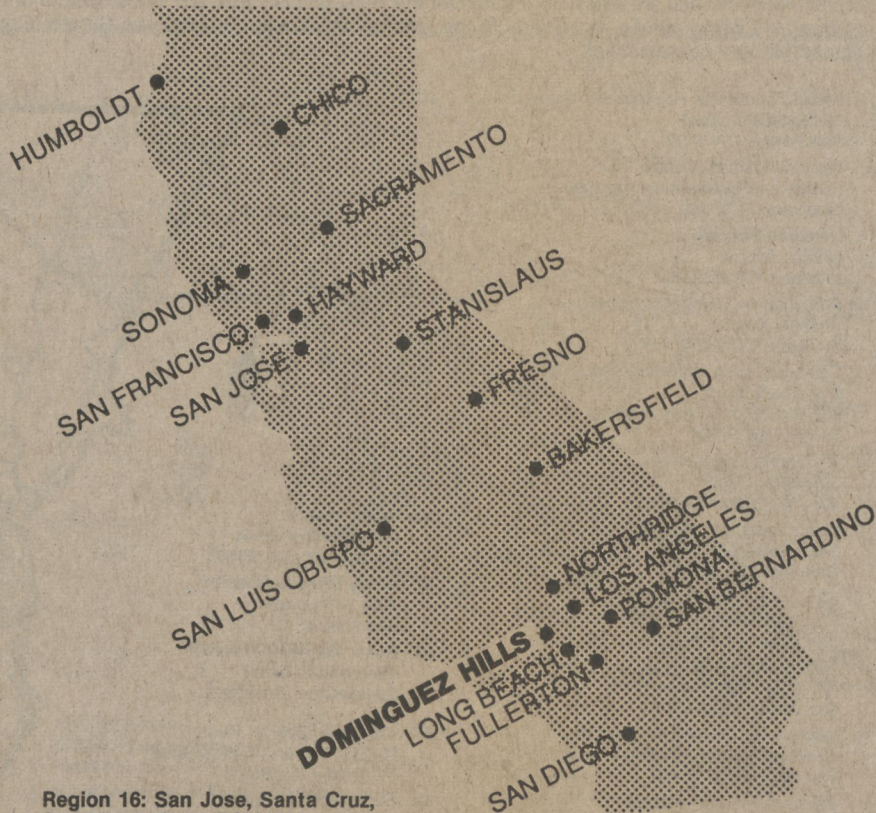 HUMBOLDT
CHICO
SACRAMENTO
SONOMA
HAYWARD
SAN FRANCISCO
STANISLAUS
SAN JOSE
FRESNO
BAKERSFIELD
SAN LUIS OBISPO
NORTHRIDGE
LOS ANGELES
POMONA
SAN BERNARDINO
DOMINGUEZ HILLS
LONG BEACH
FULLERTON
SAN DIEGO
Region 16: San Jose, Santa Cruz,